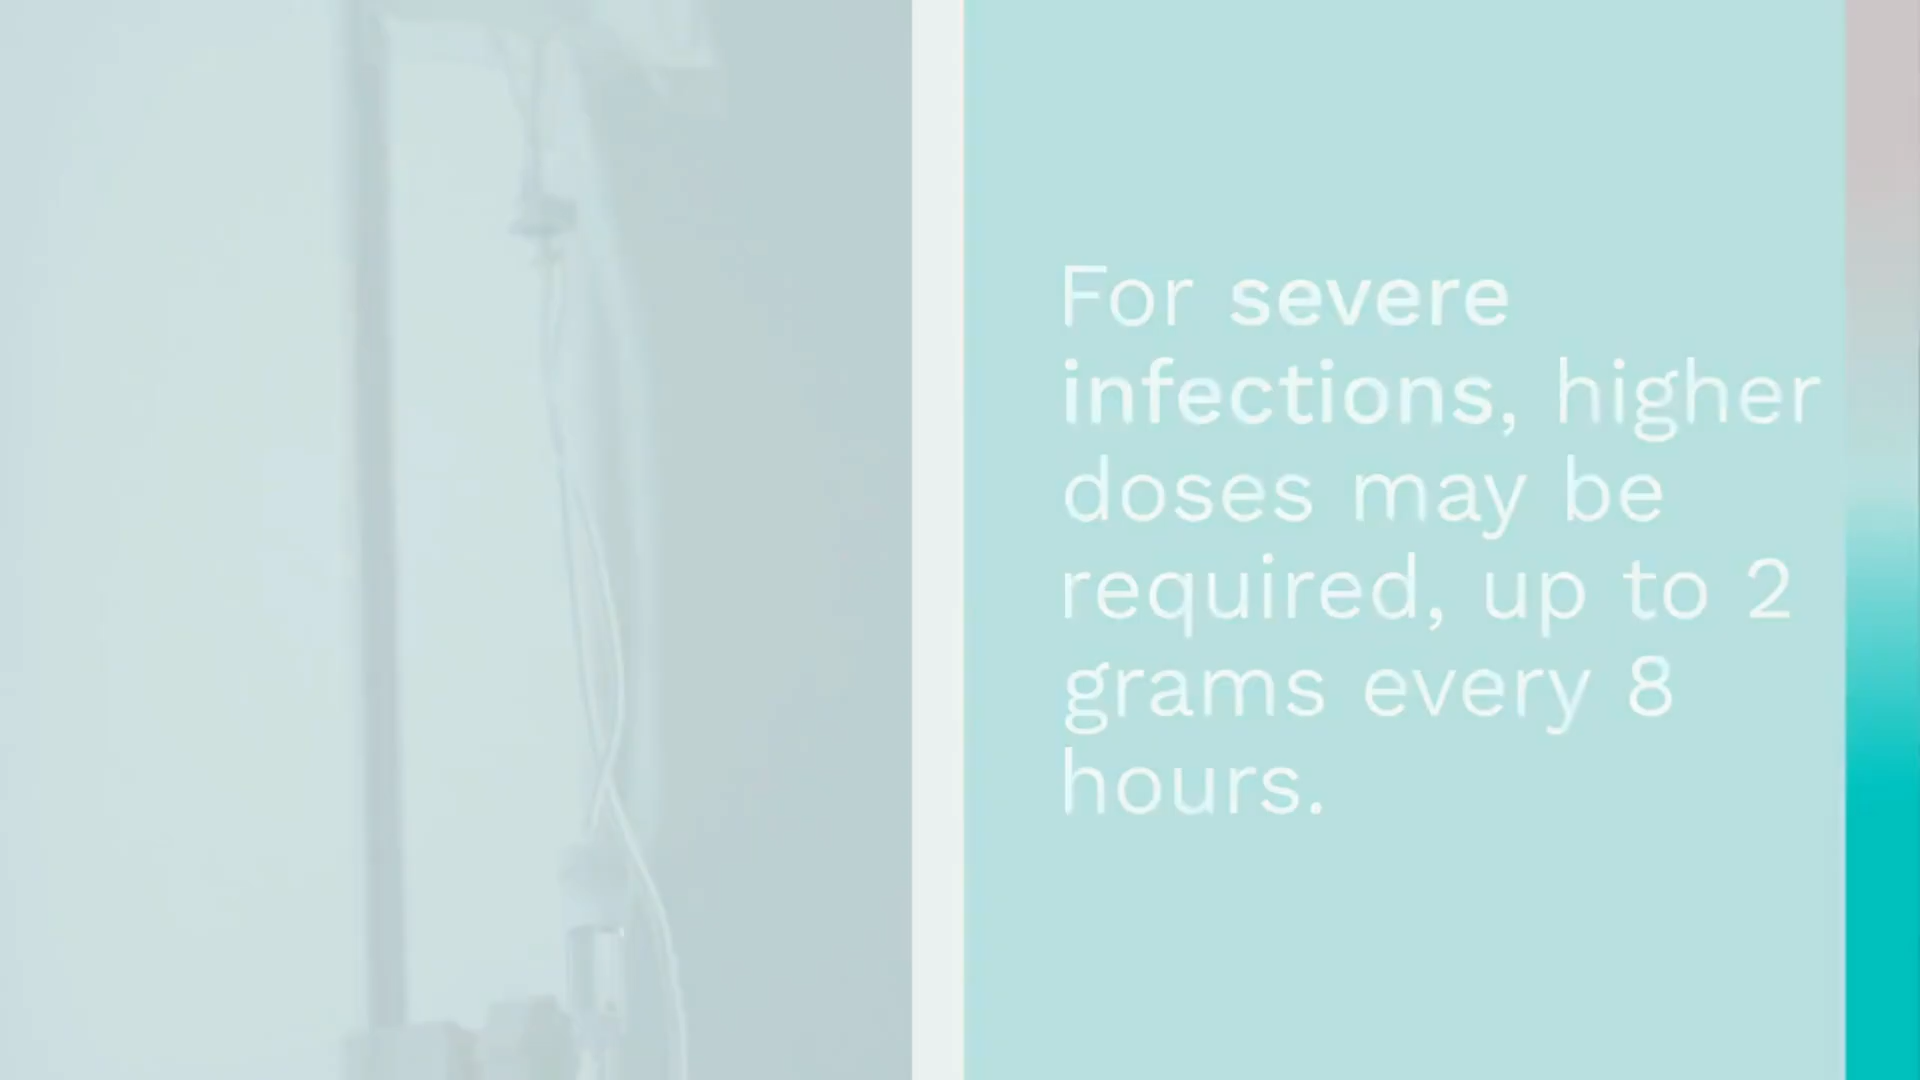 For severe
infections, higher
doses may be
required, up to 2
grams every 8
hours.